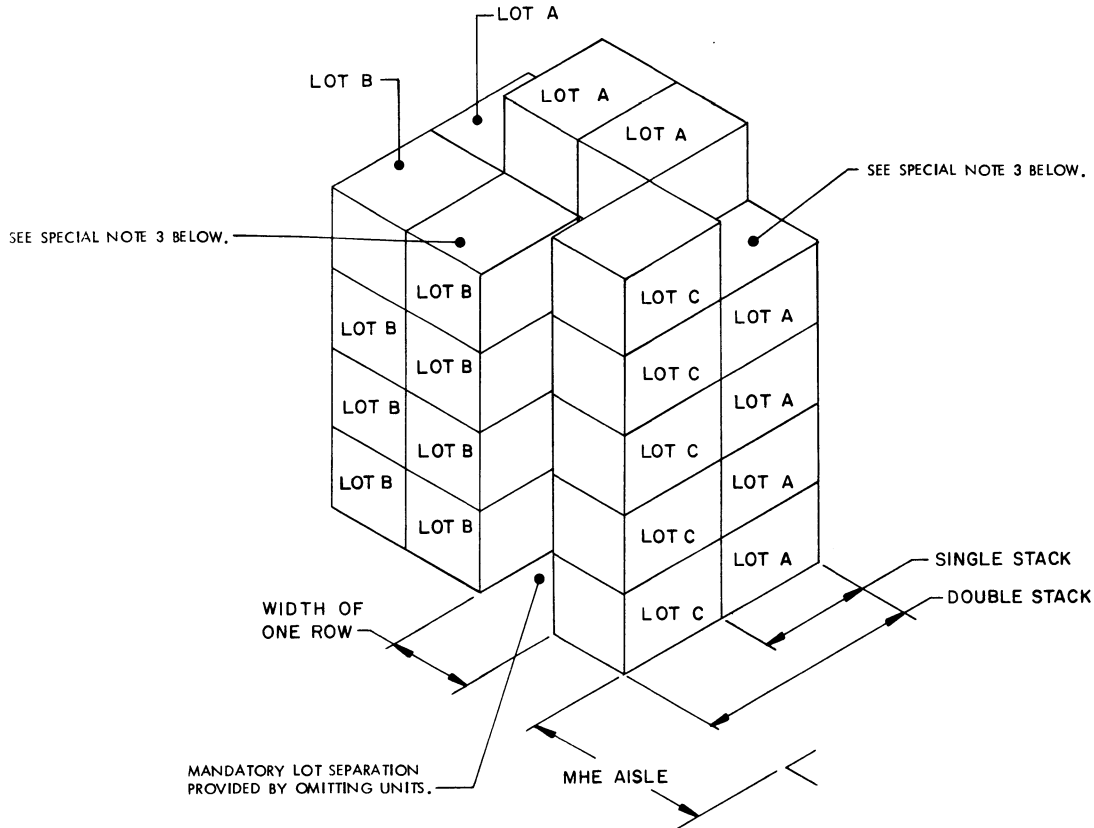 LOT A
LOT B
LOT A
LOT A
SEE SPECIAL NOTE 3 BELOW.
SEE SPECIAL NOTE 3 BELOW.
LOT B
LOT C
LOT A
LOT B
LOT B
LOT C
LOT A
LOT B
LOT B
LOT C
LOT A
LOT B
LOT B
LOT C
LOT A
LOT C
SINGLE STACK
DOUBLE STACK
WIDTH OF
ONE ROW
MANDATORY LOT SEPARATION
PROVIDED BY OMITTING UNITS.
MHE AISLE